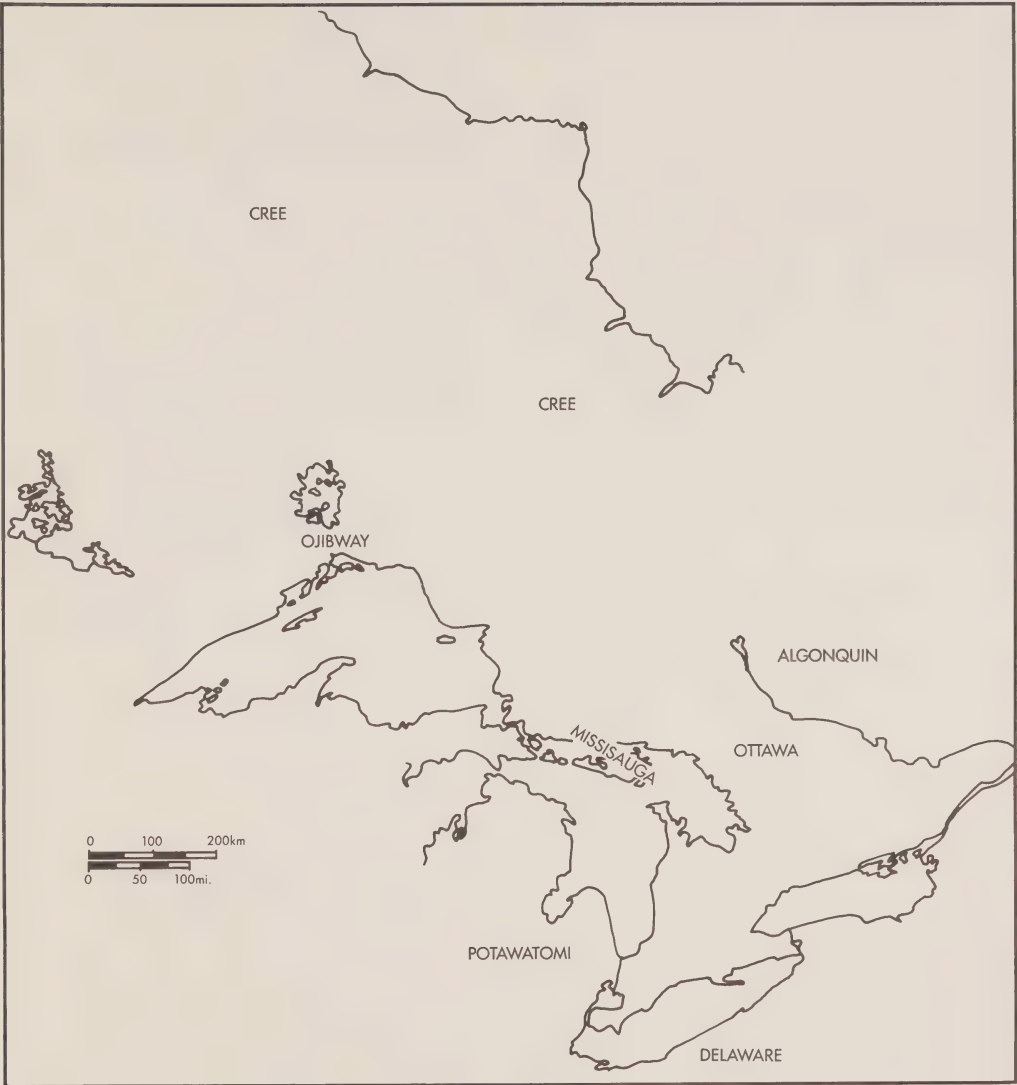 CREE
CREE
OJIBWAY
ALGONQUIN
MISSISAUGA
OTTAWA
0 100 200km
0 50 100mi.
POTAWATOMI
DELAWARE